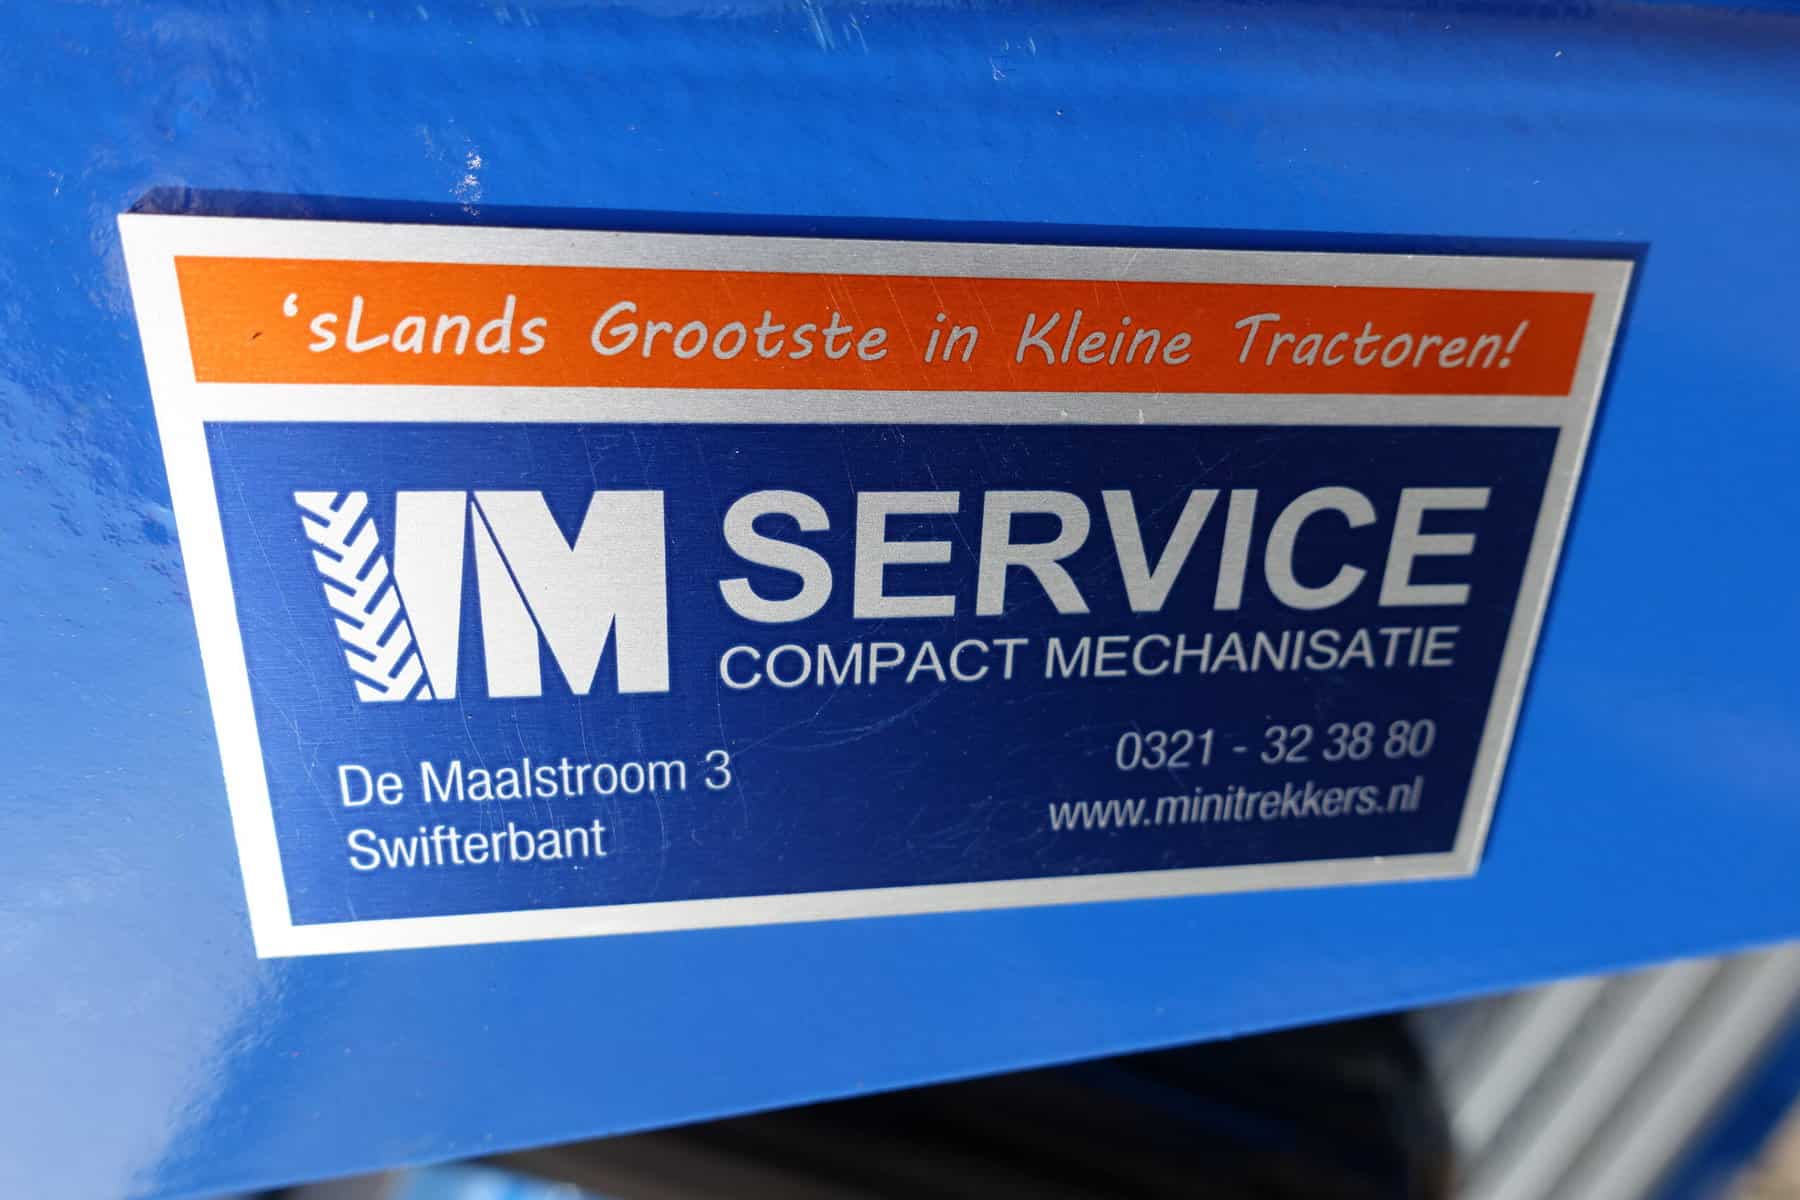 ‘sLands Grootste in Kleine Tractoren!
VM SERVICE
COMPACT MECHANISATIE
De Maalstroom 3
Swifterbant
0321 - 32 38 80
www.minitrekkers.nl